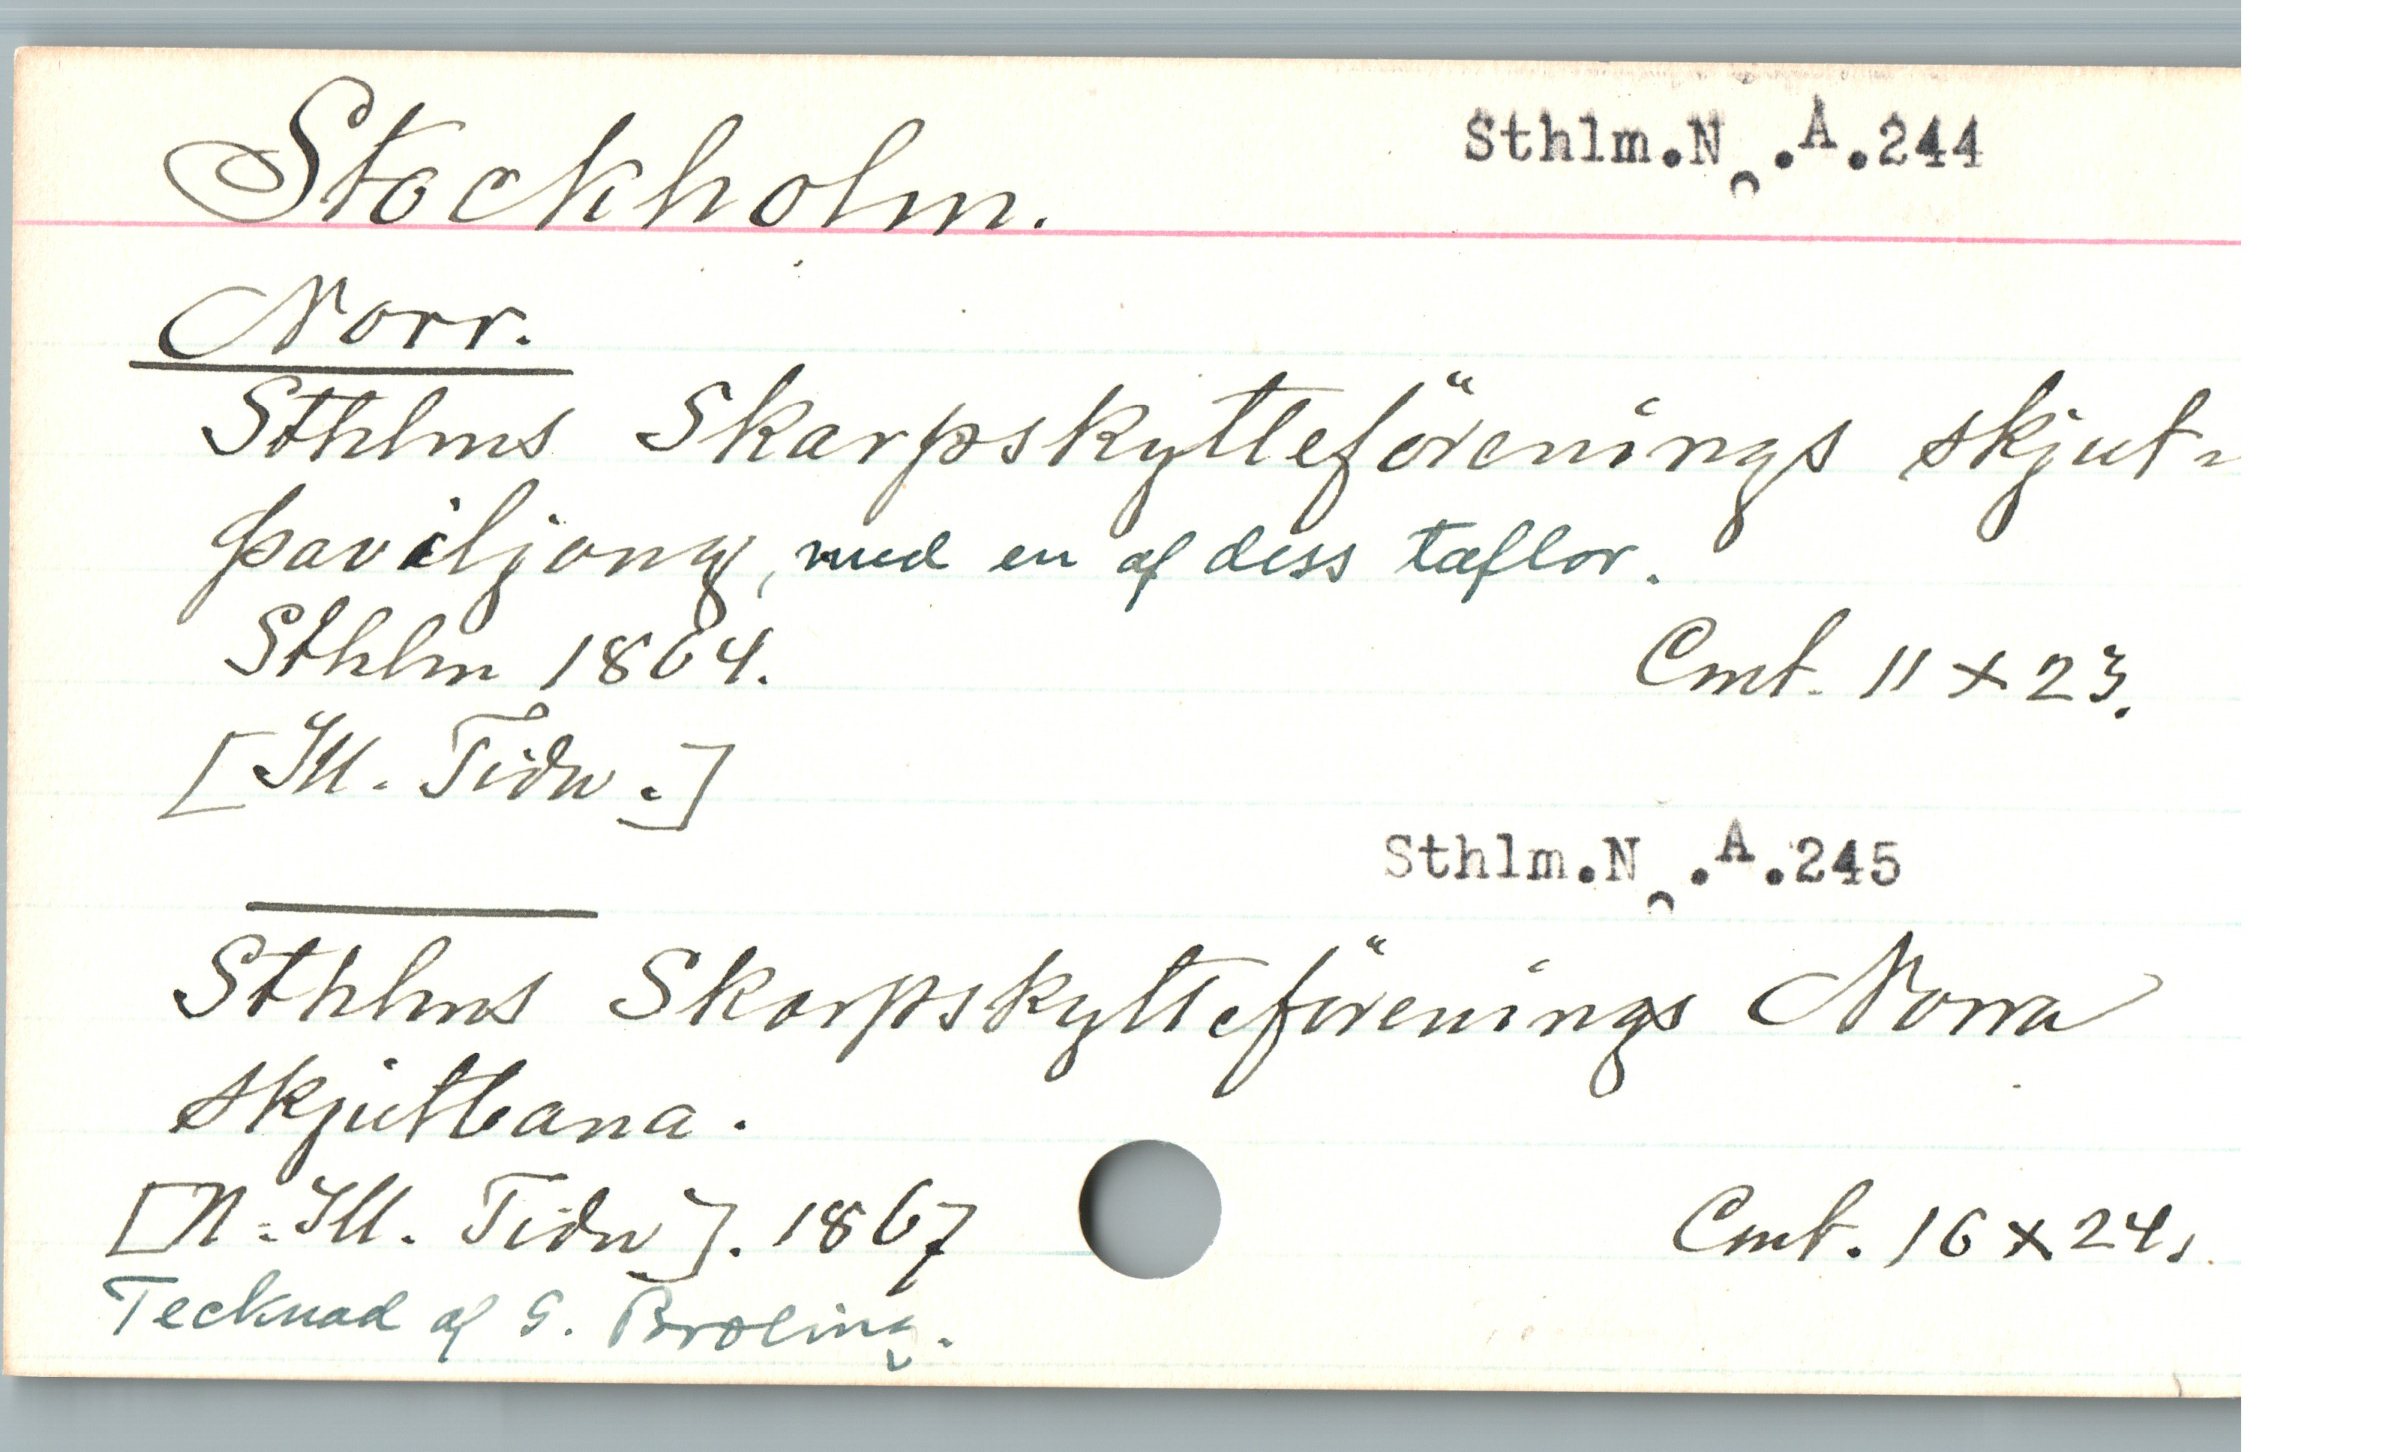 Stockholm.
Sthlm.N.A.244
Norr.
Sthlms Skarpskytteförenings skjut-
paviljong, med en af dess taflor.
Sthlm 1864.
Cmt. 11 x 23.
[Ill. Tidn.]
Sthlm.N.A.245
Sthlms Skarpskytteförenings Norra
skjutbana.
[N. Ill. Tidn]. 1867
Cmt. 16 x 24.
Tecknad af G. Broling.